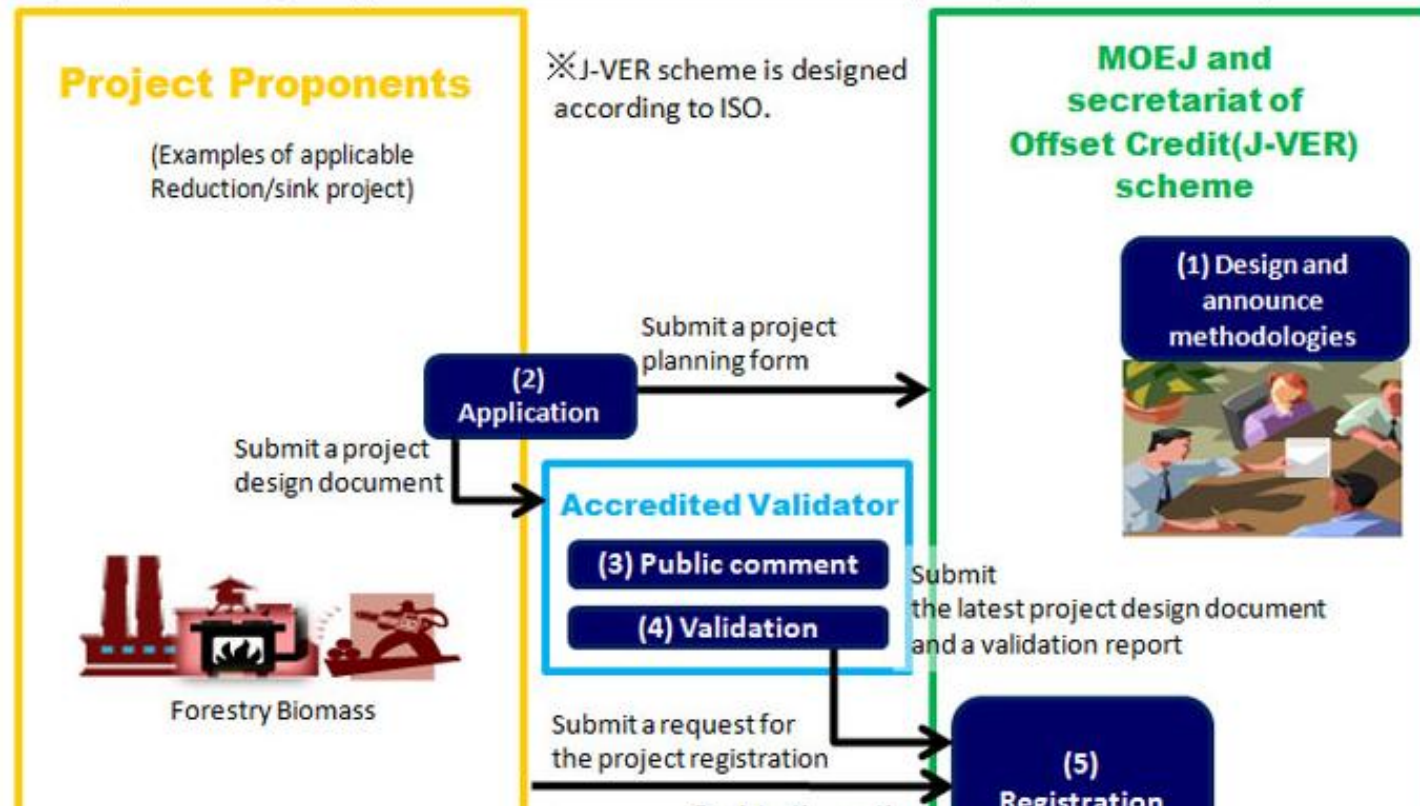 Project Proponents
(Examples of applicable
Reduction/sink project)
※J-VER scheme is designed
according to ISO.
MOEJ and
secretariat of
Offset Credit(J-VER)
scheme
(1) Design and
announce
methodologies
Submit a project
planning form
(2)
Application
Submit a project
design document
Accredited Validator
(3) Public comment
(4) Validation
Submit
the latest project design document
and a validation report
Forestry Biomass
Submit a request for
the project registration
(5)
Registration